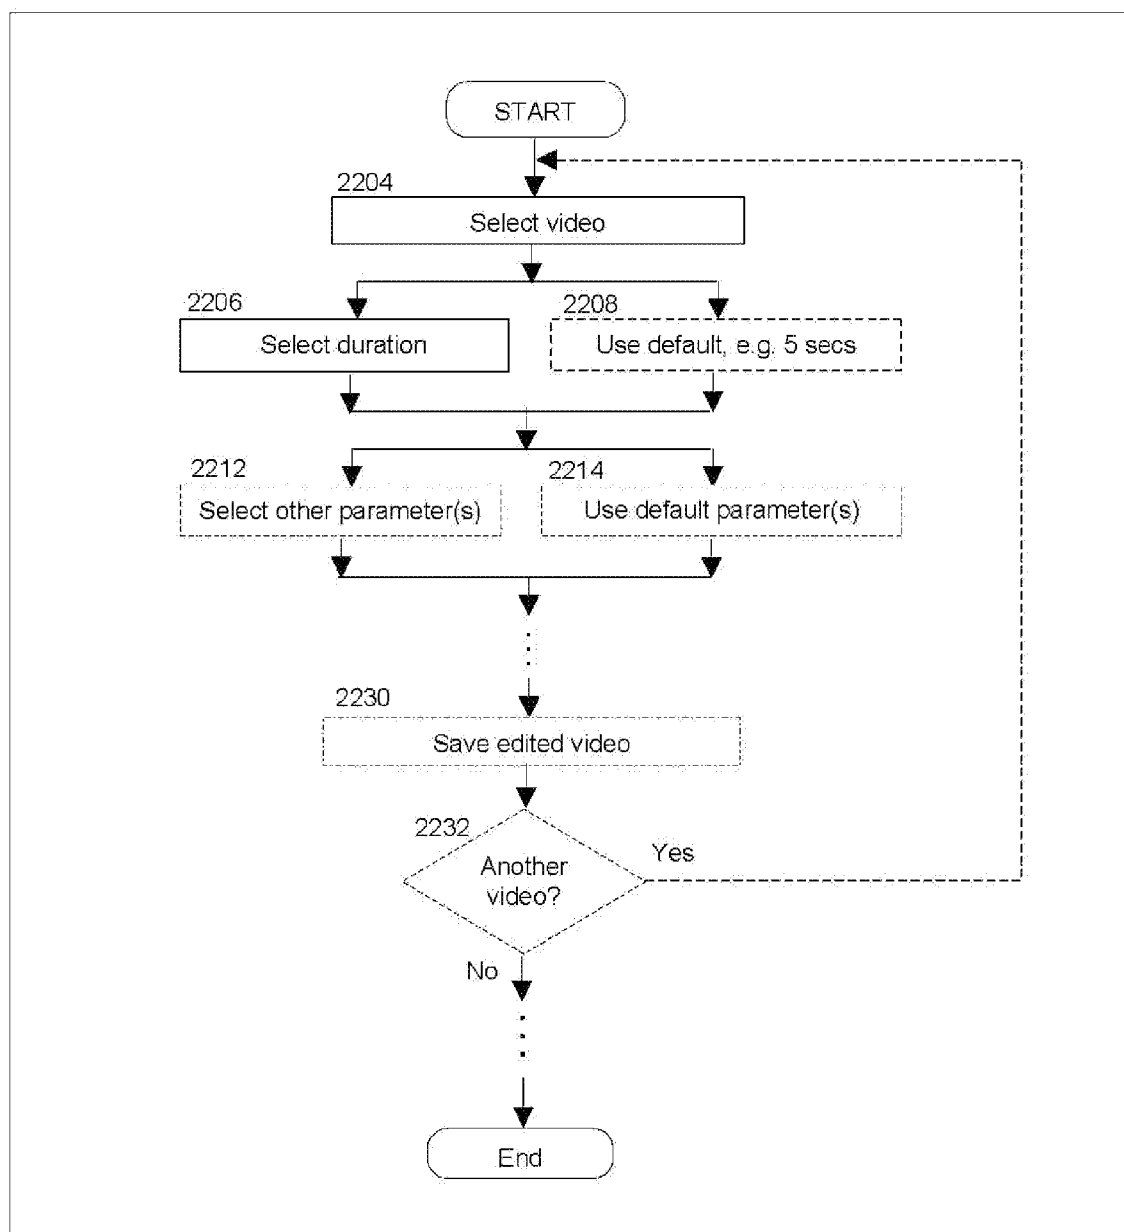 START
2204
Select video
2206
2208
Select duration
Use default, e.g. 5 secs
2212
2214
Select other parameter(s)
Use default parameter(s)
2230
Save edited video
2232
Another
video?
Yes
No
End